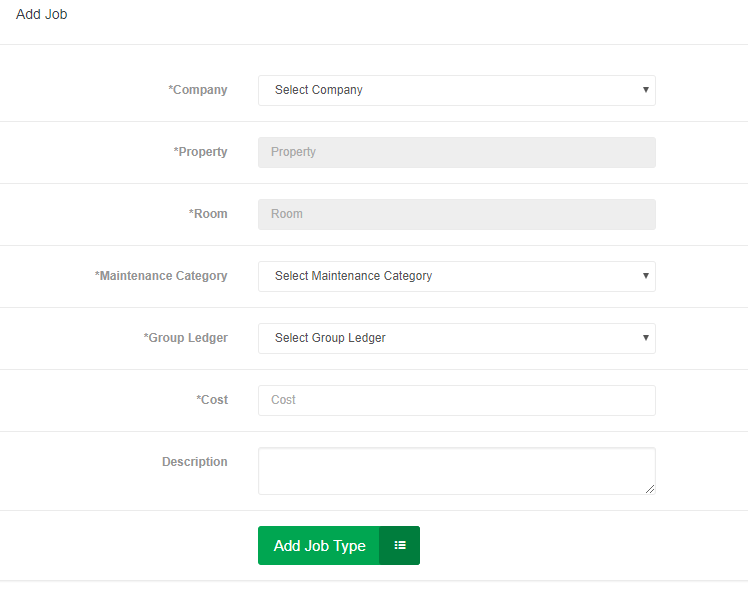 Add Job
*Company Select Company
*Property Property
*Room Room
*Maintenance Category Select Maintenance Category
*Group Ledger Select Group Ledger
*Cost Cost
Description
Add Job Type